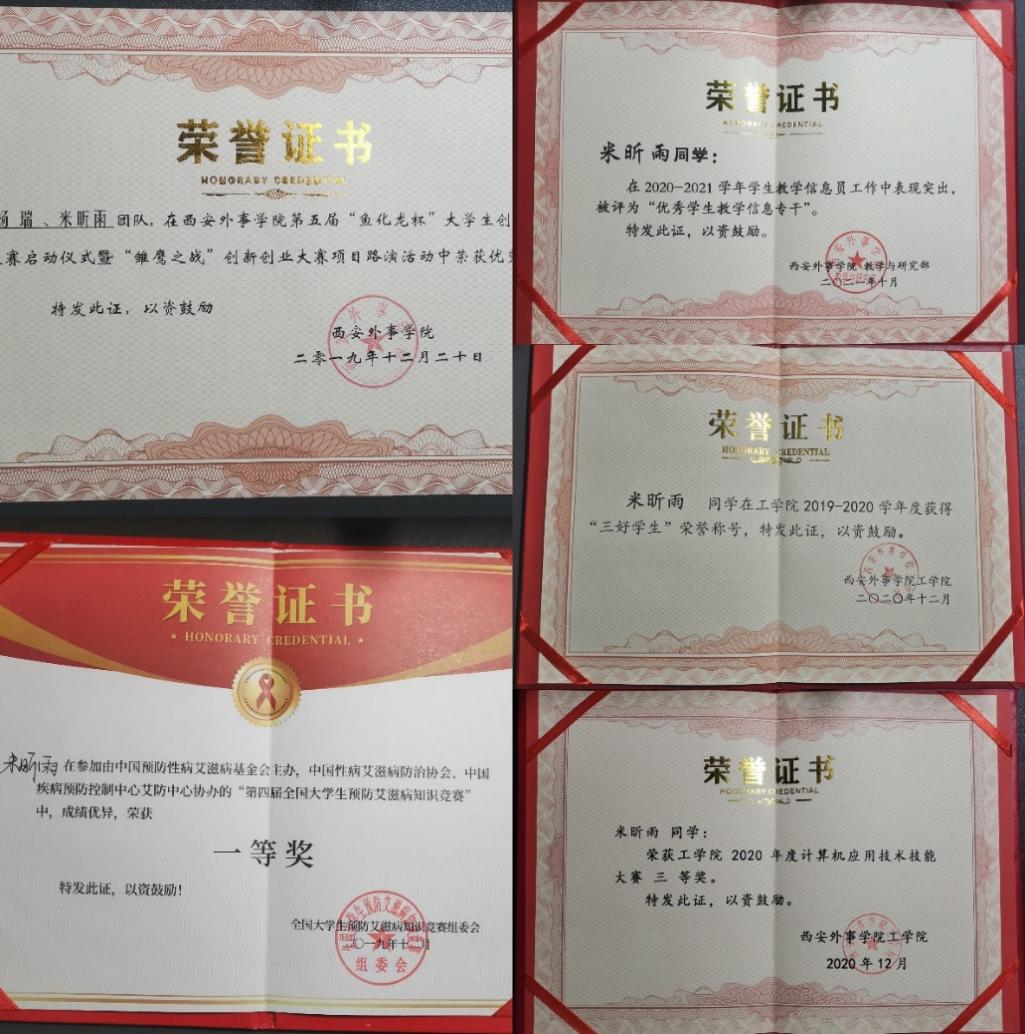 荣誉证书
HONORARY CREDENTIAL
杨 瑞 、米昕雨 团队，在西安外事学院第五届“鱼化龙杯”大学生创
赛启动仪式暨“雏鹰之战”创新创业大赛项目路演活动中荣获优
特发此证，以资鼓励
西安外事学院
二零一九年十二月二十日
荣誉证书
★ HONORARY CREDENTIAL ★
米昕雨 在参加由中国预防性病艾滋病基金会主办，中国性病艾滋病防治协会、中国
疾病预防控制中心艾防中心协办的“第四届全国大学生预防艾滋病知识竞赛”
中，成绩优异，荣获
一等奖
特发此证，以资鼓励！
全国大学生预防艾滋病知识竞赛组委会
二〇一九年十 月
组委会
荣誉证书
HONORARY CREDENTIAL
米昕雨同学：
在2020-2021学年学生教学信息员工作中表现突出，
被评为“优秀学生教学信息专干”。
特发此证，以资鼓励。
西安外事学院 教学与研究部
二〇二一年十月
荣誉证书
HONORARY CREDENTIAL
米昕雨 同学在工学院2019-2020学年度获得
“三好学生”荣誉称号，特发此证，以资鼓励。
西安外事学院工学院
二〇二〇年十二月
荣誉证书
HONORARY CREDENTIAL
米昕雨 同学：
荣获工学院 2020 年度计算机应用技术技能
大赛 三 等奖。
特发此证，以资鼓励。
西安外事学院工学院
2020 年 12 月